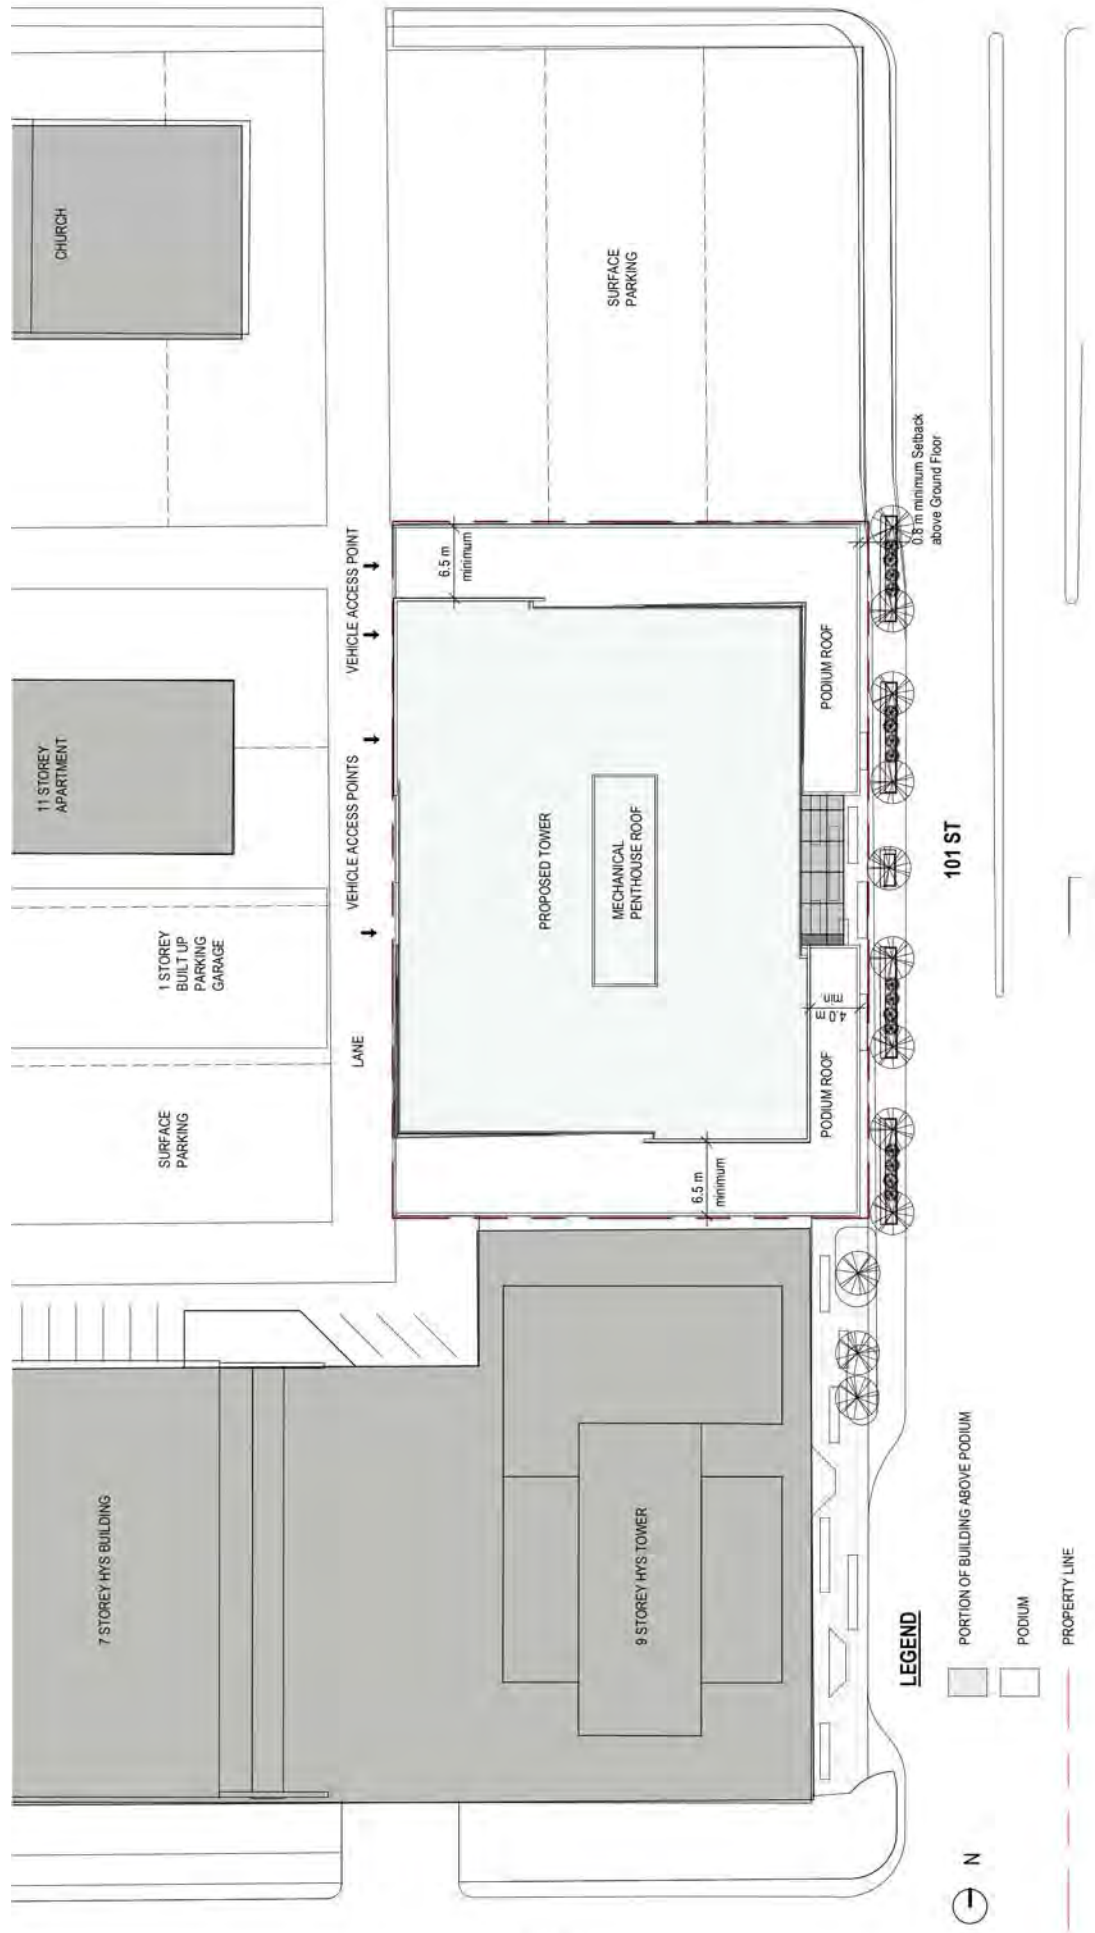 CHURCH
SURFACE
PARKING
0.8 m minimum Setback
above Ground Floor
VEHICLE ACCESS POINT
6.5 m
minimum
11 STOREY
APARTMENT
VEHICLE ACCESS POINTS
PROPOSED TOWER
MECHANICAL
PENTHOUSE ROOF
PODIUM ROOF
101 ST
1 STOREY
BUILT UP
PARKING
GARAGE
LANE
4.0 m
min.
SURFACE
PARKING
PODIUM ROOF
6.5 m
minimum
7 STOREY HYS BUILDING
9 STOREY HYS TOWER
LEGEND
PORTION OF BUILDING ABOVE PODIUM
PODIUM
PROPERTY LINE
N